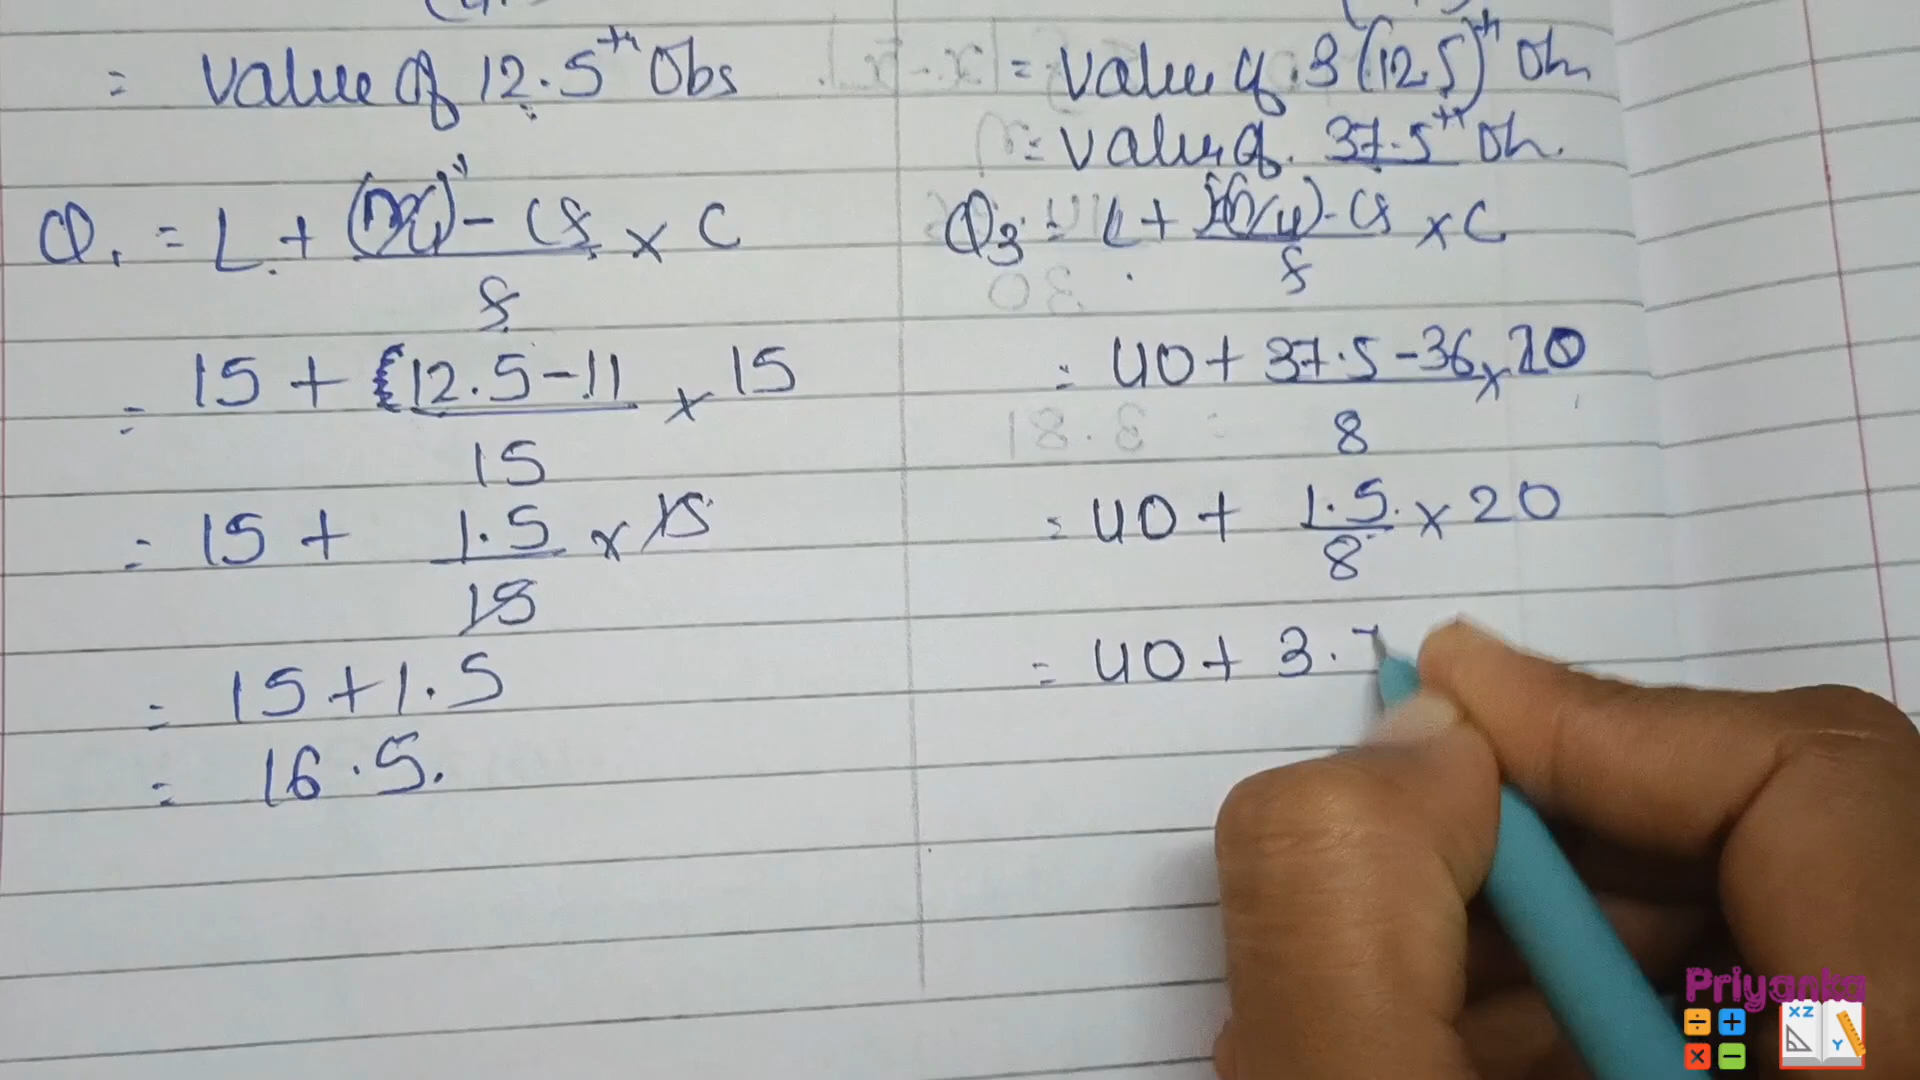 = Value of 12.5th Obs
Q1 = L + (n/4) - Cf × C
f
= 15 + 12.5 - 11 × 15
15
= 15 + 1.5 × 15
15
= 15 + 1.5
= 16.5.
= Value of 3(12.5)th Obs
= Value of 37.5th Obs.
Q3 = L + 3(n/4) - Cf × C
f
= 40 + 37.5 - 36 × 20
8
= 40 + 1.5 × 20
8
= 40 + 3.7
Priyanka
÷ +
× −
XZ
Y